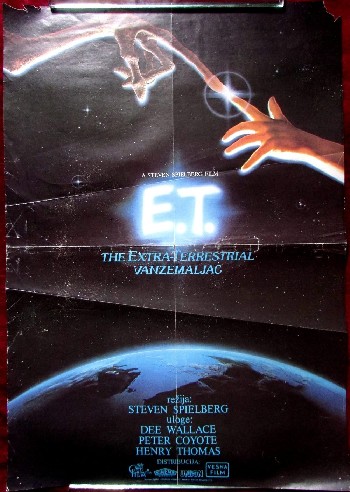 A STEVEN SPIELBERG FILM
E.T.
THE EXTRA-TERRESTRIAL
VANZEMALJAC
režija:
STEVEN SPIELBERG
uloge:
DEE WALLACE
PETER COYOTE
HENRY THOMAS
DISTRIBUCIJA:
VESNA
FILM